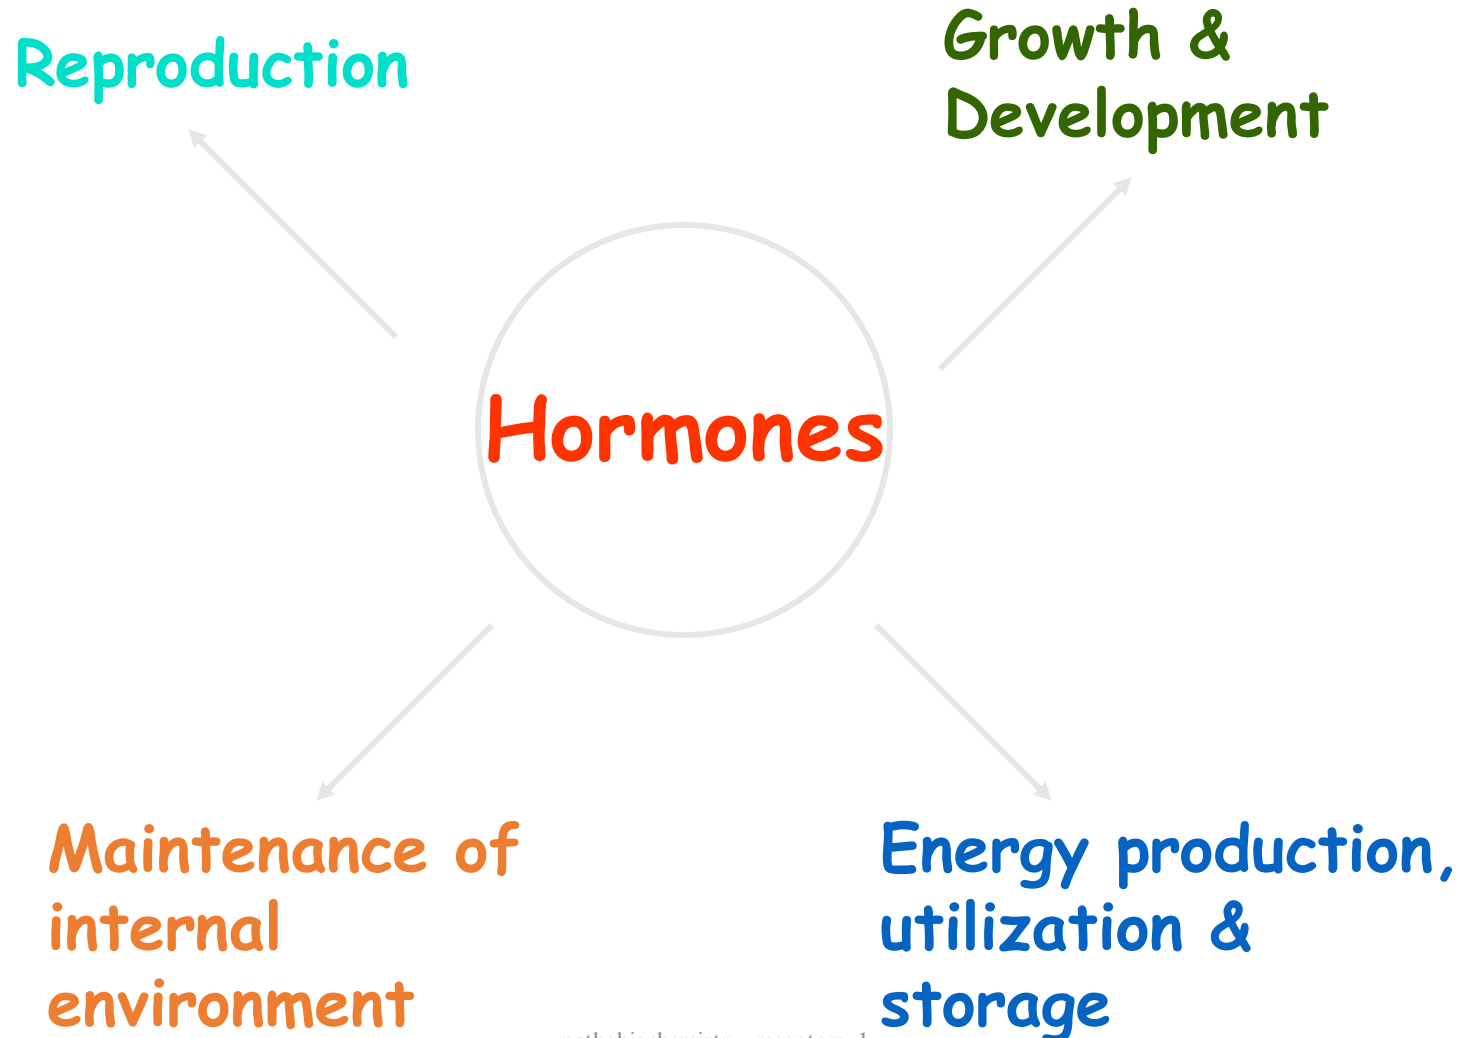 Reproduction
Growth &
Development
Hormones
Maintenance of
internal
environment
Energy production,
utilization &
storage